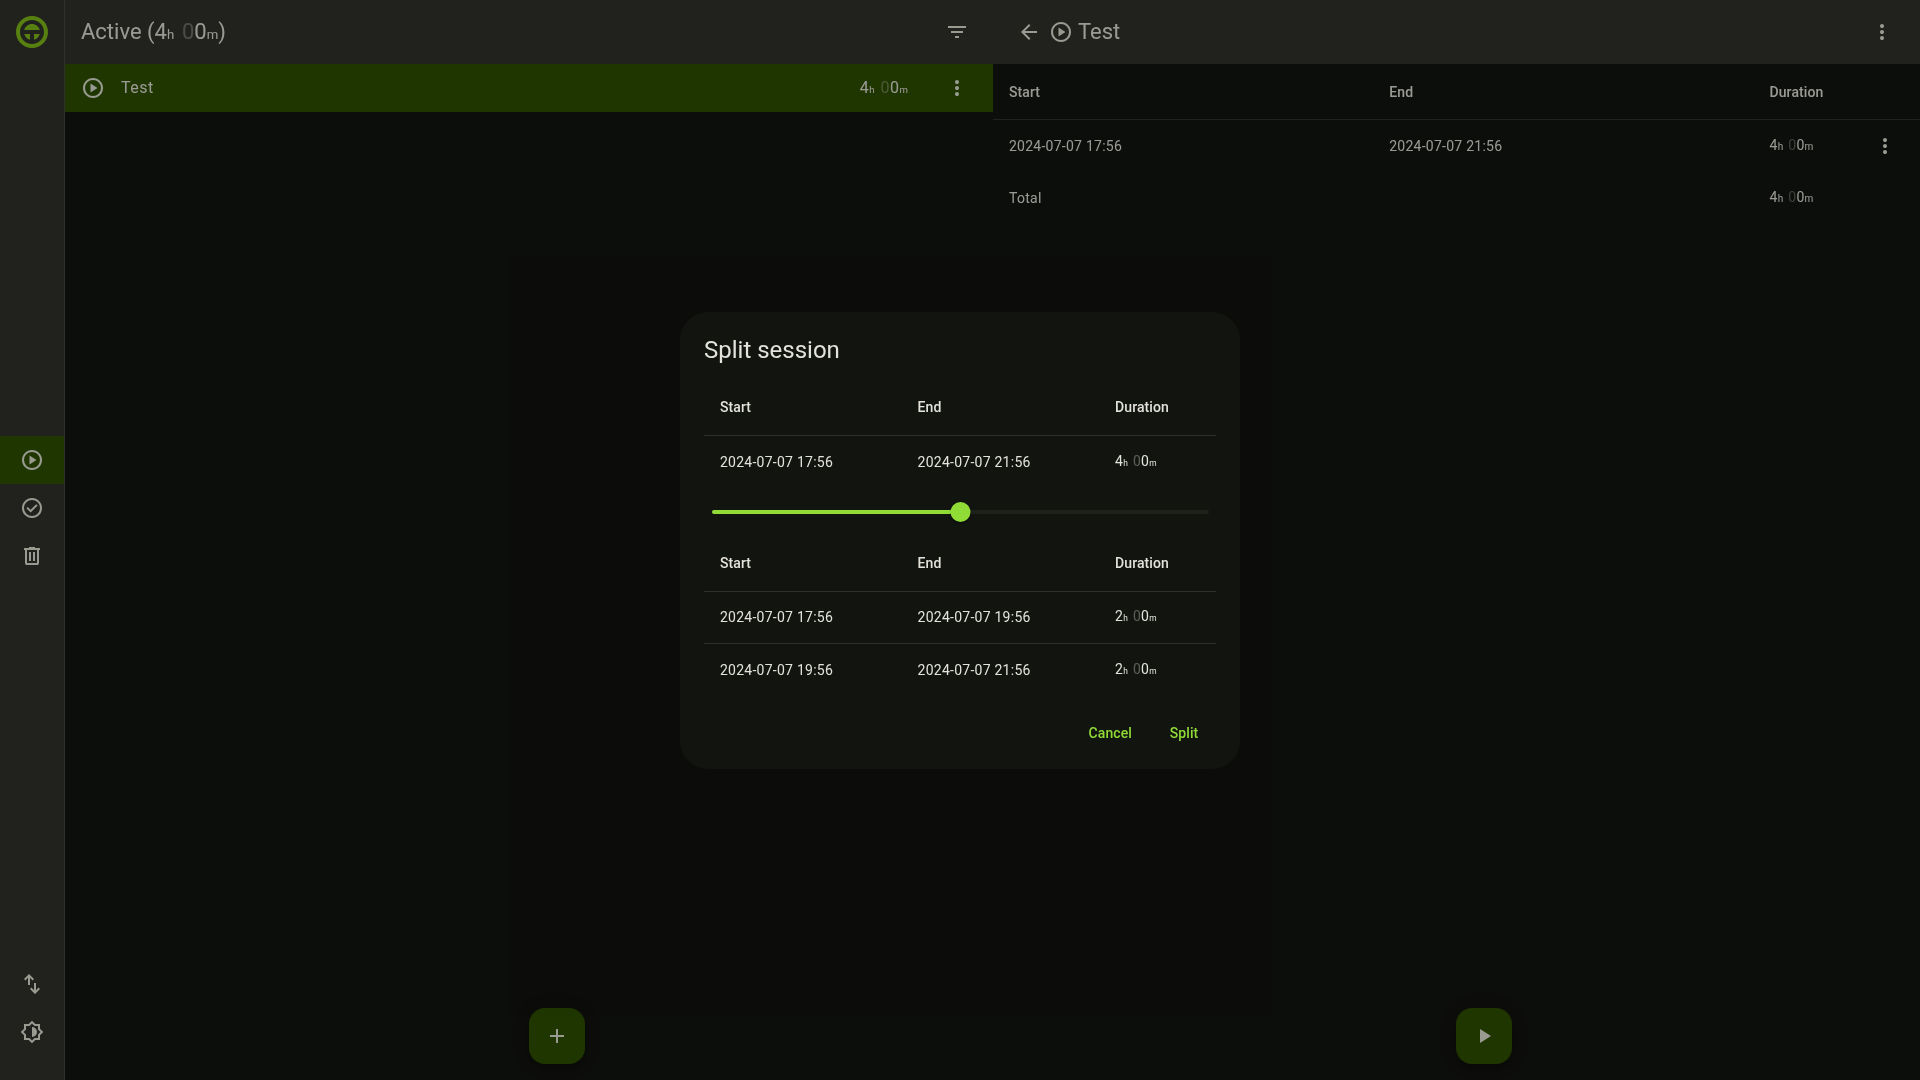 Active (4h 00m)
Test
Test 4h 00m
Start End Duration
2024-07-07 17:56 2024-07-07 21:56 4h 00m
Total 4h 00m
Split session
Start End Duration
2024-07-07 17:56 2024-07-07 21:56 4h 00m
Start End Duration
2024-07-07 17:56 2024-07-07 19:56 2h 00m
2024-07-07 19:56 2024-07-07 21:56 2h 00m
Cancel Split